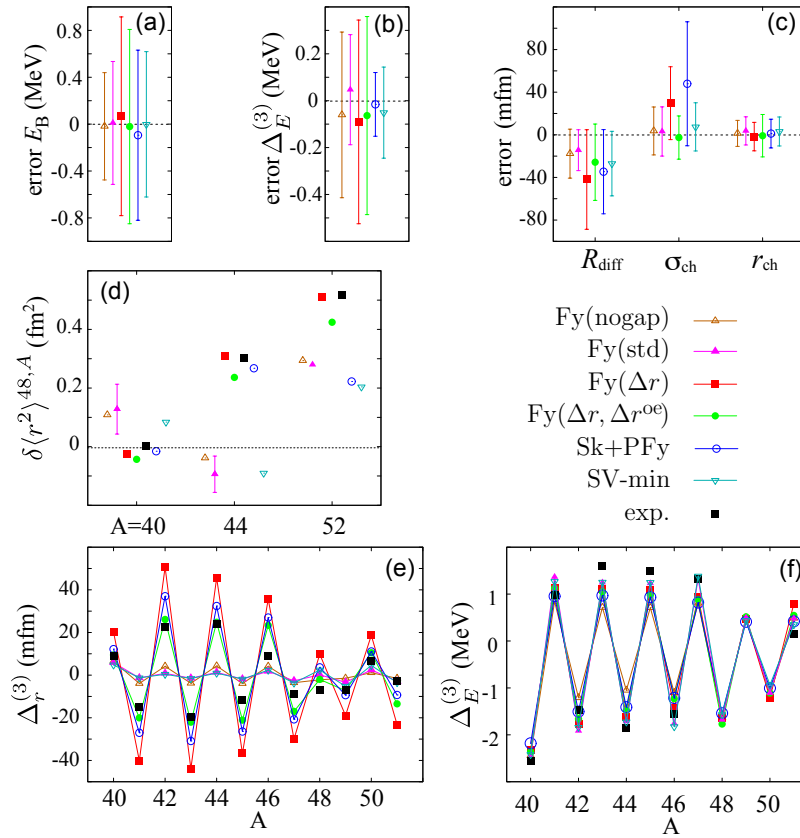 (a)
error E_B (MeV)
0.8
0.4
0
-0.4
-0.8
(b)
error Δ_E^(3) (MeV)
0.2
0
-0.2
-0.4
(c)
error (mfm)
80
40
0
-40
-80
R_diff σ_ch r_ch
(d)
δ⟨r²⟩^48,A (fm²)
0.4
0.2
0
A=40 44 52
Fy(nogap)
Fy(std)
Fy(Δr)
Fy(Δr, Δr^oe)
Sk+PFy
SV-min
exp.
(e)
Δ_r^(3) (mfm)
40
20
0
-20
-40
40 42 44 46 48 50
(f)
Δ_E^(3) (MeV)
1
0
-1
-2
40 42 44 46 48 50
A